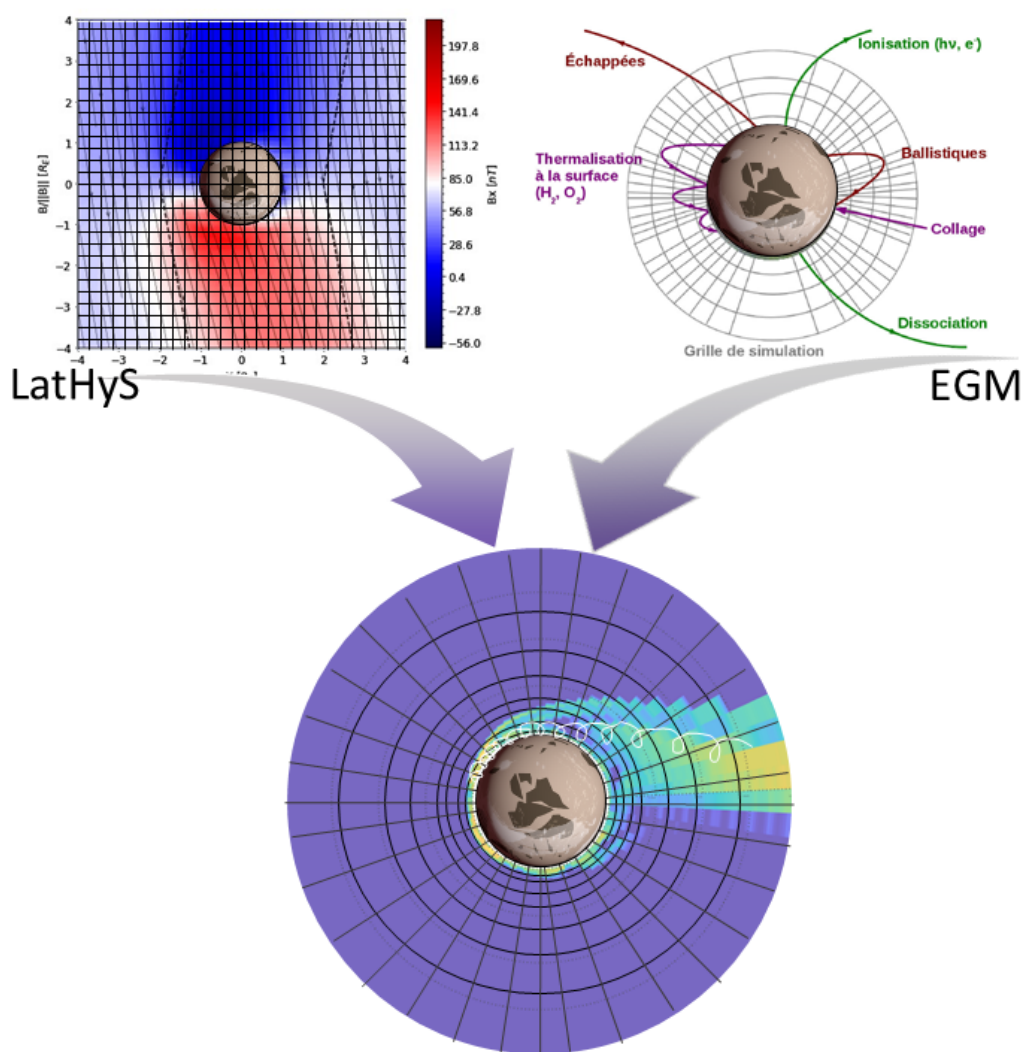 4
3
2
1
0
−1
−2
−3
−4
−4 −3 −2 −1 0 1 2 3 4
197.8
169.6
141.4
113.2
85.0
56.8
28.6
0.4
−27.8
−56.0
Bx [nT]
Échappées
Ionisation (hν, e⁻)
Thermalisation
à la surface
(H₂, O₂)
Ballistiques
Collage
Dissociation
Grille de simulation
LatHyS
EGM